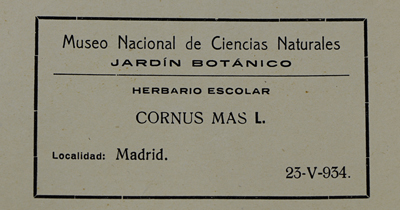 Museo Nacional de Ciencias Naturales
JARDÍN BOTÁNICO
HERBARIO ESCOLAR
CORNUS MAS L.
Localidad: Madrid.
23-V-934.